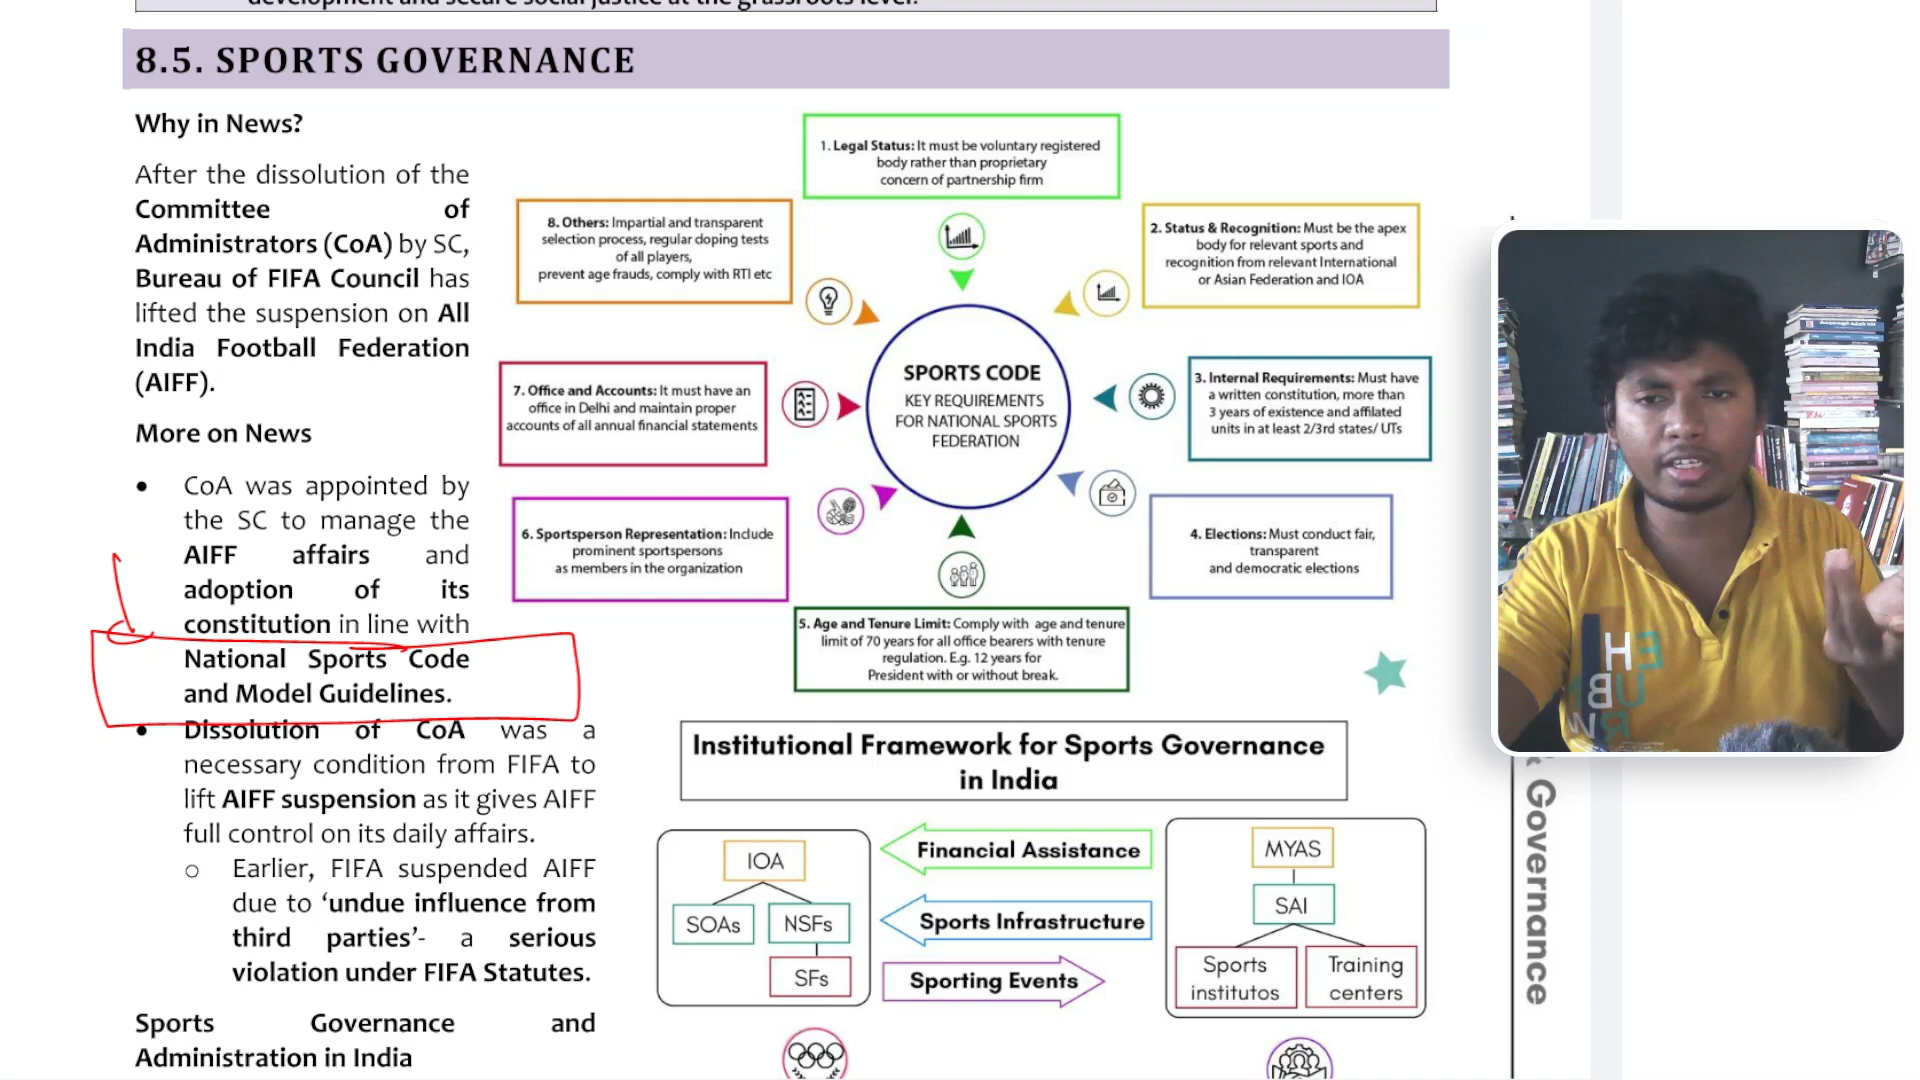 development and secure social justice at the grassroots level.
8.5. SPORTS GOVERNANCE
Why in News?
After the dissolution of the
Committee of
Administrators (CoA) by SC,
Bureau of FIFA Council has
lifted the suspension on All
India Football Federation
(AIFF).
More on News
• CoA was appointed by
the SC to manage the
AIFF affairs and
adoption of its
constitution in line with
National Sports Code
and Model Guidelines.
• Dissolution of CoA was a
necessary condition from FIFA to
lift AIFF suspension as it gives AIFF
full control on its daily affairs.
o Earlier, FIFA suspended AIFF
due to ‘undue influence from
third parties’- a serious
violation under FIFA Statutes.
Sports Governance and
Administration in India
1. Legal Status: It must be voluntary registered
body rather than proprietary
concern of partnership firm
2. Status & Recognition: Must be the apex
body for relevant sports and
recognition from relevant International
or Asian Federation and IOA
3. Internal Requirements: Must have
a written constitution, more than
3 years of existence and affilated
units in at least 2/3rd states/ UTs
4. Elections: Must conduct fair,
transparent
and democratic elections
5. Age and Tenure Limit: Comply with age and tenure
limit of 70 years for all office bearers with tenure
regulation. E.g. 12 years for
President with or without break.
6. Sportsperson Representation: Include
prominent sportspersons
as members in the organization
7. Office and Accounts: It must have an
office in Delhi and maintain proper
accounts of all annual financial statements
8. Others: Impartial and transparent
selection process, regular doping tests
of all players,
prevent age frauds, comply with RTI etc
SPORTS CODE
KEY REQUIREMENTS
FOR NATIONAL SPORTS
FEDERATION
Institutional Framework for Sports Governance
in India
IOA
SOAs
NSFs
SFs
Financial Assistance
Sports Infrastructure
Sporting Events
MYAS
SAI
Sports
institutos
Training
centers
Governance